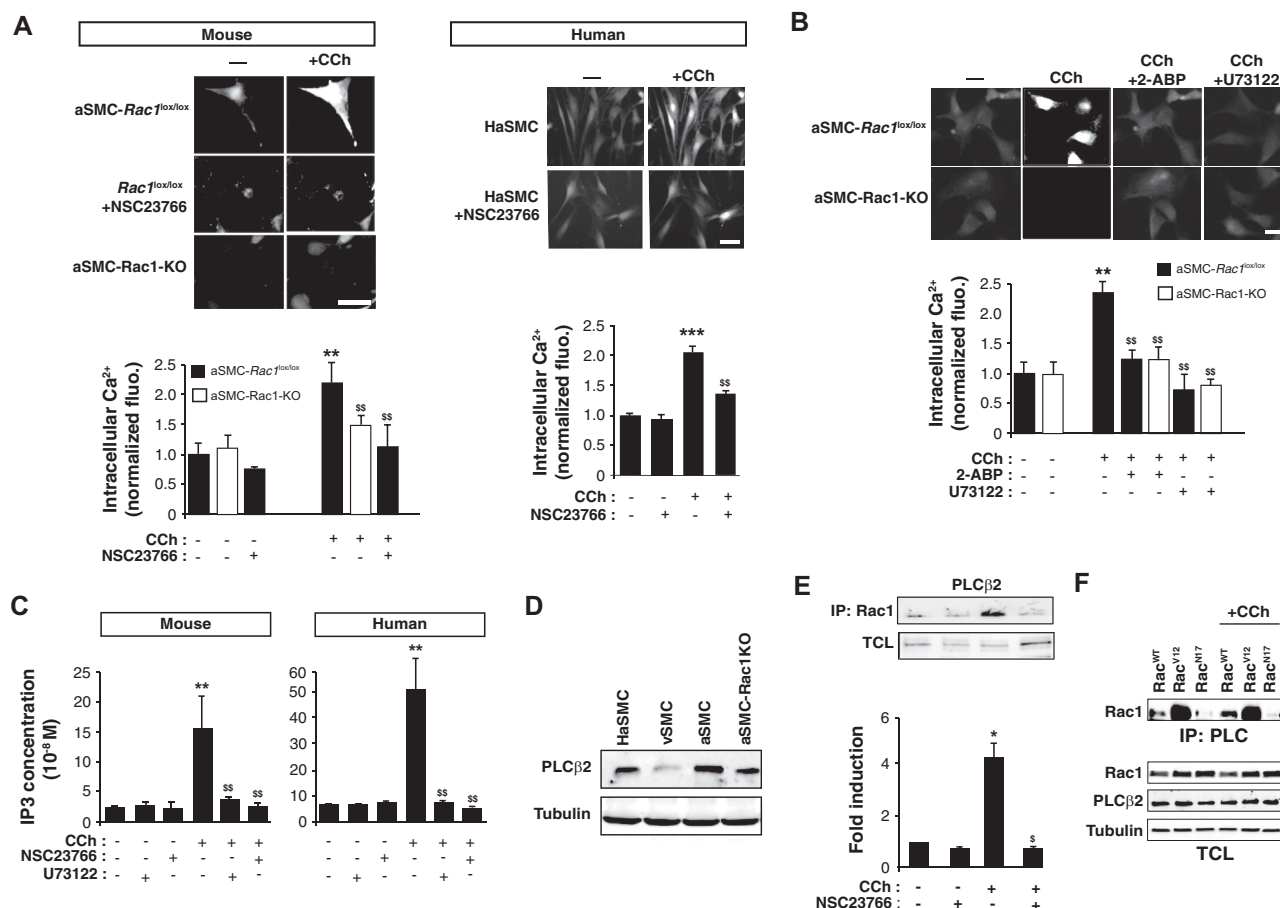 A
Mouse
— +CCh
aSMC-Rac1lox/lox
Rac1lox/lox
+NSC23766
aSMC-Rac1-KO
Intracellular Ca2+
(normalized fluo.)
2.5
2.0
1.5
1.0
0.5
0
aSMC-Rac1lox/lox
aSMC-Rac1-KO
**
$$
$$
CCh : - - - + + +
NSC23766 : - - + - - +
Human
— +CCh
HaSMC
HaSMC
+NSC23766
Intracellular Ca2+
(normalized fluo.)
2.5
2.0
1.5
1.0
0.5
0
***
$$
CCh : - - + +
NSC23766 : - + - +
B
— CCh CCh +2-ABP CCh +U73122
aSMC-Rac1lox/lox
aSMC-Rac1-KO
aSMC-Rac1lox/lox
aSMC-Rac1-KO
Intracellular Ca2+
(normalized fluo.)
2.5
2.0
1.5
1.0
0.5
0
**
$$
$$
$$
$$
CCh : - - + + + + +
2-ABP : - - - + + - -
U73122 : - - - - - + +
C
Mouse
Human
IP3 concentration
(10-8 M)
25
20
15
10
5
0
**
$$
$$
60
50
40
30
20
10
0
**
$$
$$
CCh : - - - + + + - - - + + +
NSC23766 : - - + - - + - - + - - +
U73122 : - + - - + - - + - - + -
D
HaSMC
vSMC
aSMC
aSMC-Rac1KO
PLCβ2
Tubulin
E
PLCβ2
IP: Rac1
TCL
Fold induction
6
4
2
0
*
$
CCh : - - + +
NSC23766 : - + - +
F
+CCh
RacWT
RacV12
RacN17
RacWT
RacV12
RacN17
Rac1
IP: PLC
Rac1
PLCβ2
Tubulin
TCL